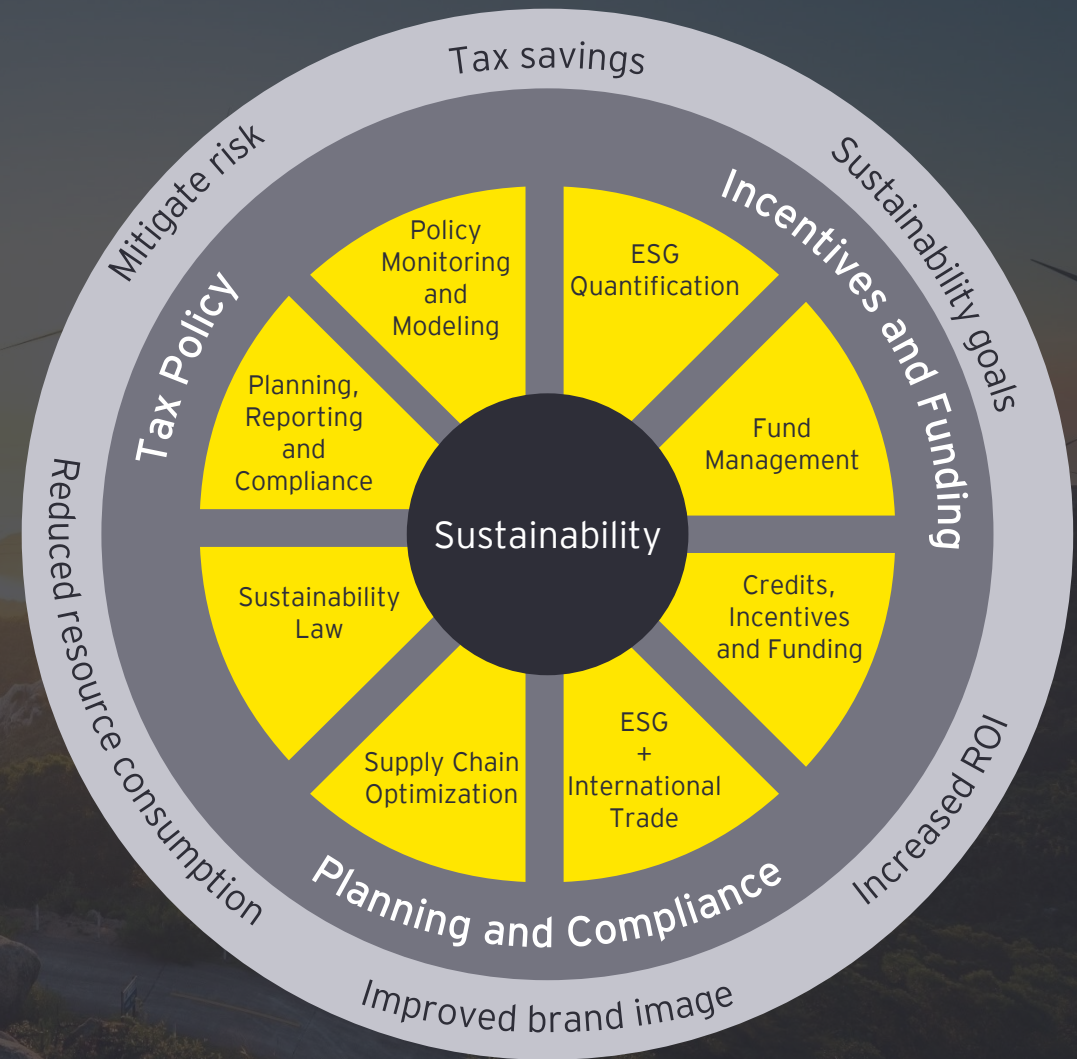 Tax savings
Sustainability goals
Increased ROI
Improved brand image
Reduced resource consumption
Mitigate risk
Tax Policy
Incentives and Funding
Planning and Compliance
Policy
Monitoring
and
Modeling
ESG
Quantification
Fund
Management
Credits,
Incentives
and Funding
ESG
+
International
Trade
Supply Chain
Optimization
Sustainability
Law
Planning,
Reporting
and
Compliance
Sustainability